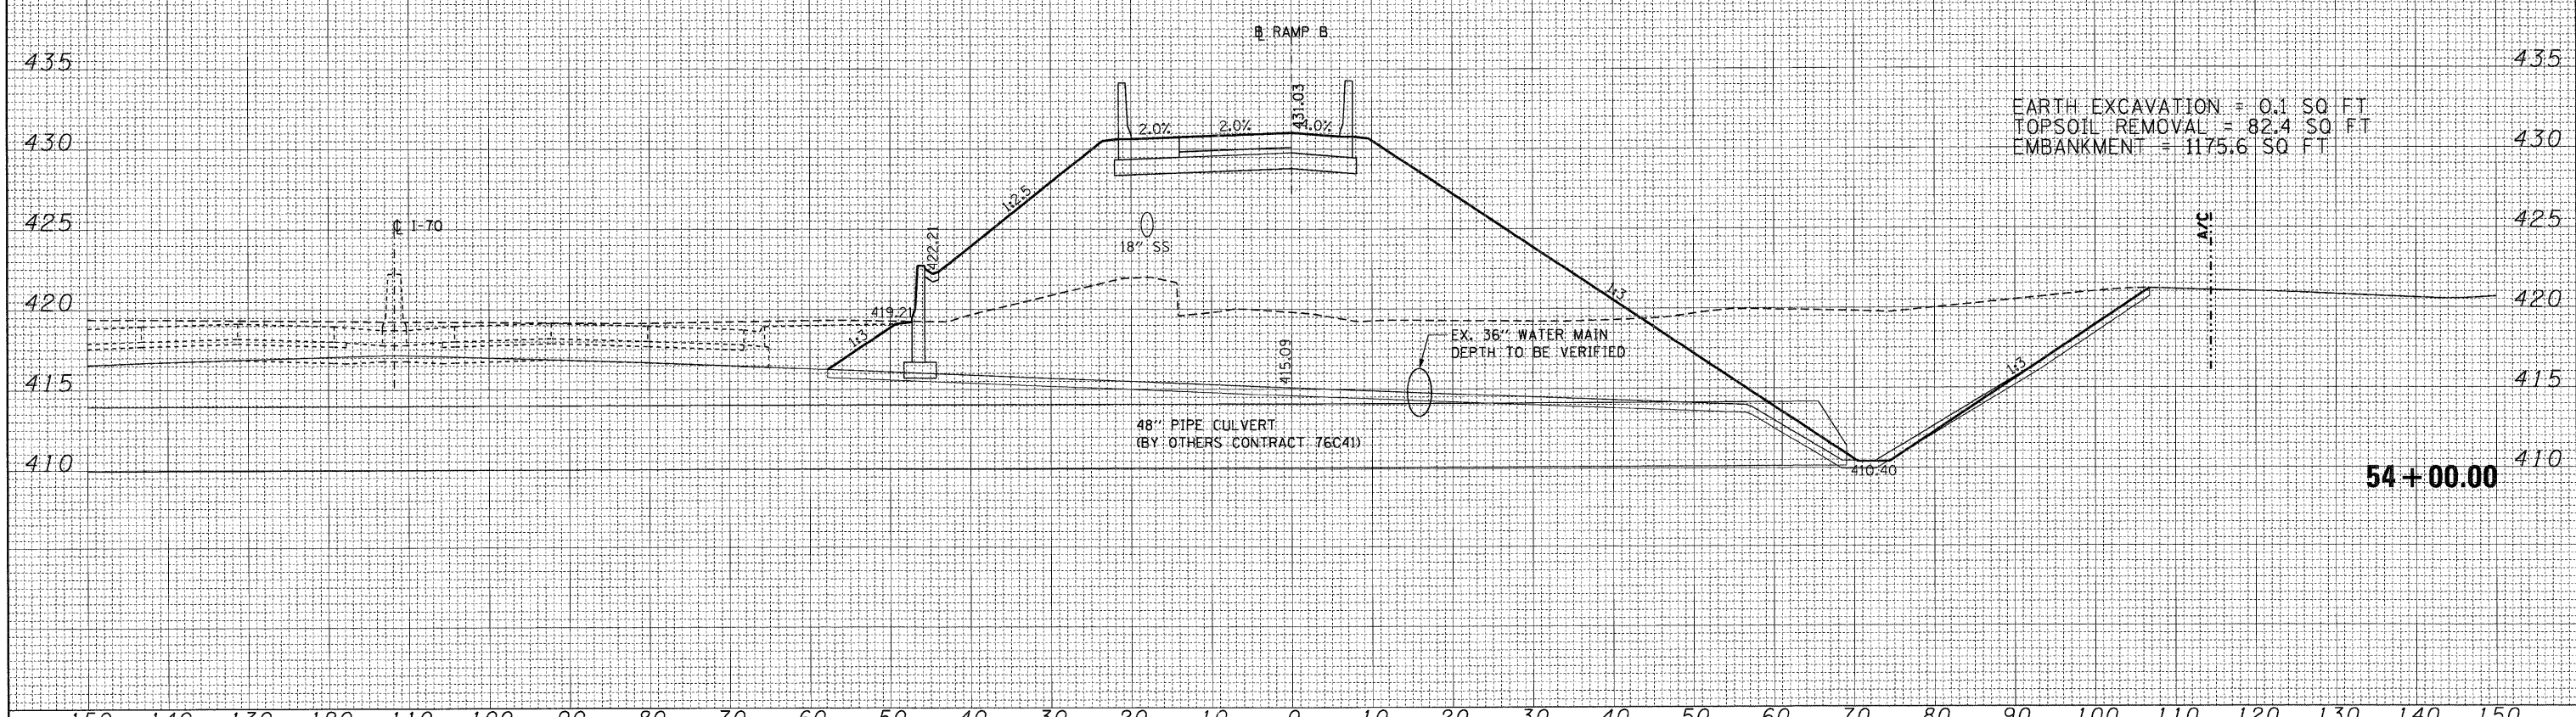 ℄ RAMP B
435
435
431.03
EARTH EXCAVATION = 0.1 SQ FT
TOPSOIL REMOVAL = 82.4 SQ FT
EMBANKMENT = 1175.6 SQ FT
2.0%
2.0%
4.0%
430
430
1:2.5
425
425
℄ I-70
A/C
18" SS
422.21
420
420
419.21
1:3
1:3
EX. 36" WATER MAIN
DEPTH TO BE VERIFIED
415.09
1:3
415
415
48" PIPE CULVERT
(BY OTHERS CONTRACT 76C41)
410
410
410.40
54+00.00
150 140 130 120 110 100 90 80 70 60 50 40 30 20 10 0 10 20 30 40 50 60 70 80 90 100 110 120 130 140 150